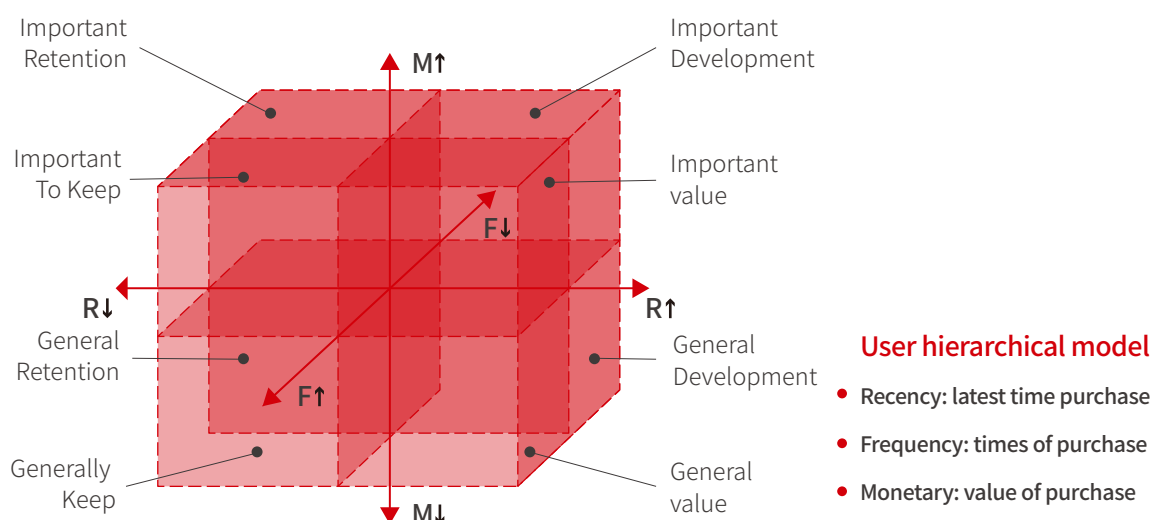 Important
Retention
M↑
Important
Development
Important
To Keep
Important
value
F↓
R↓
R↑
General
Retention
F↑
General
Development
Generally
Keep
General
value
M↓
User hierarchical model
Recency: latest time purchase
Frequency: times of purchase
Monetary: value of purchase